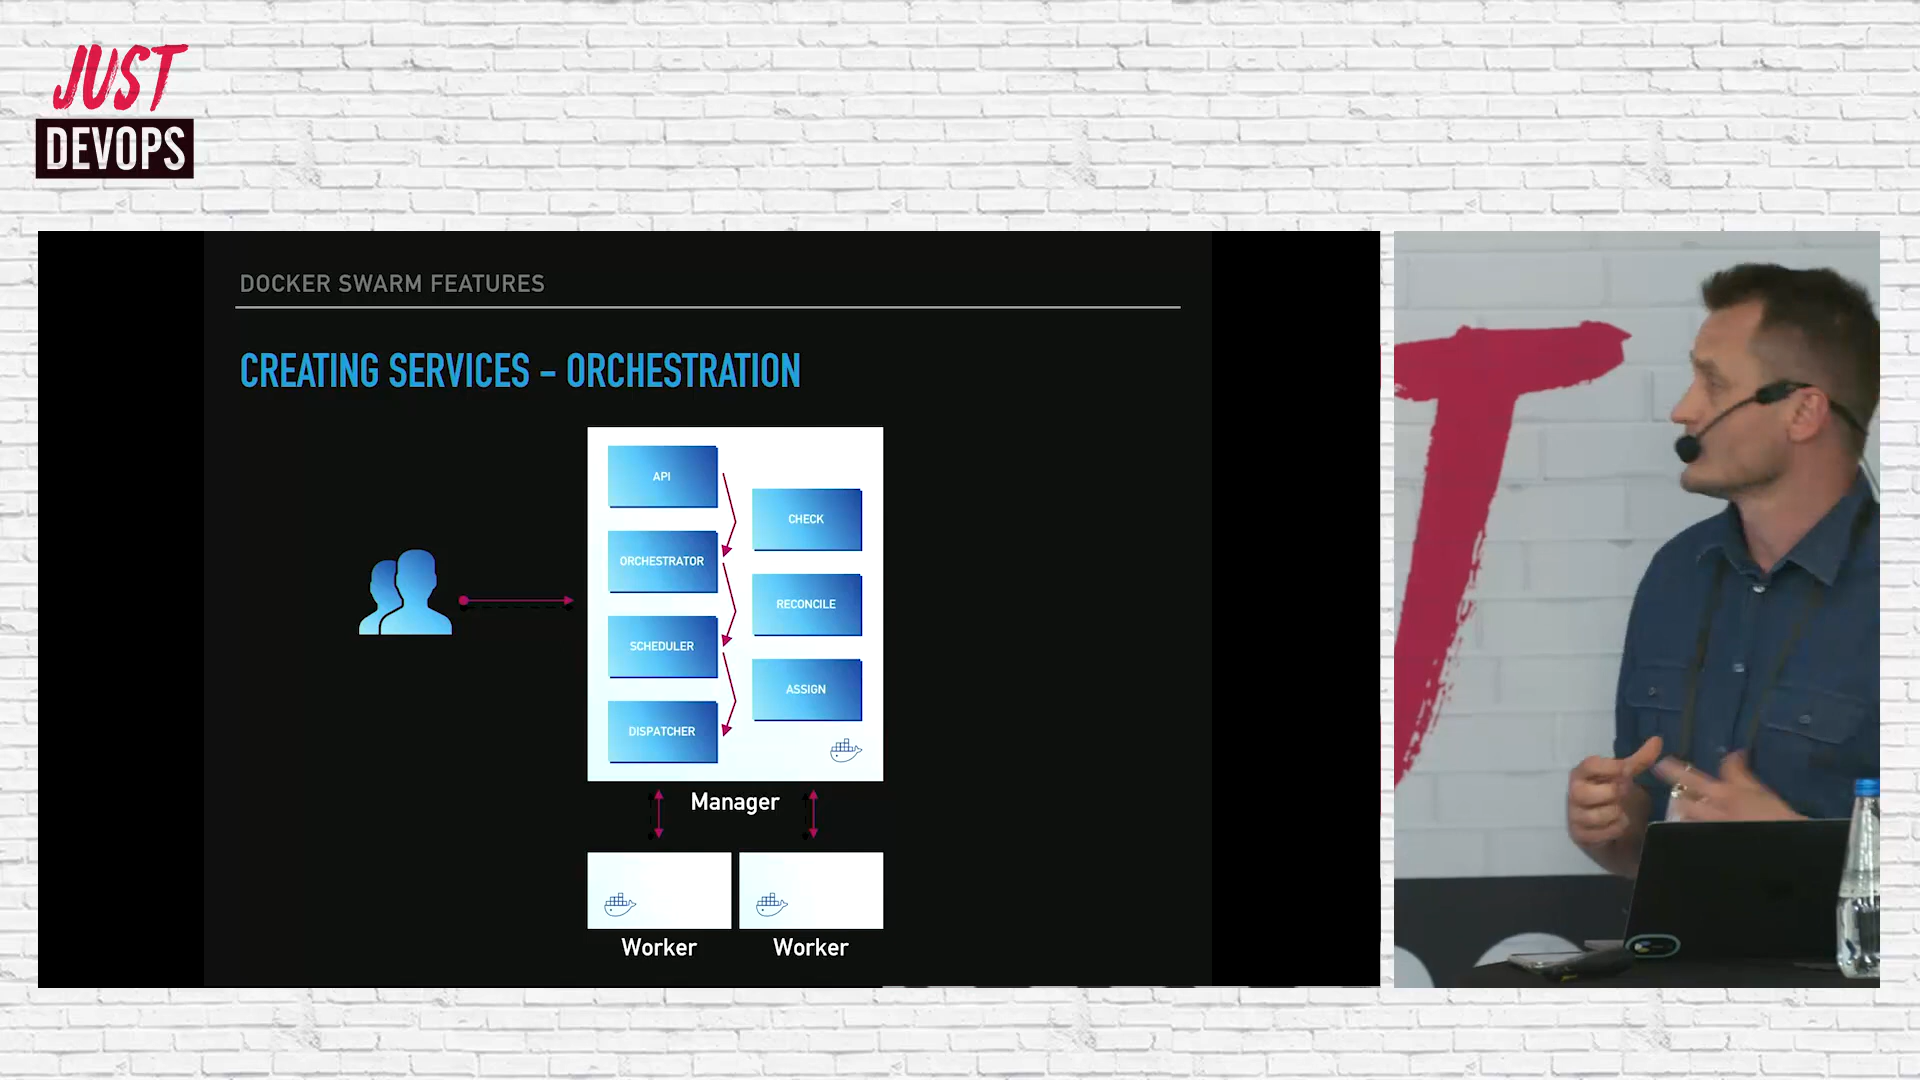 JUST
DEVOPS
DOCKER SWARM FEATURES
CREATING SERVICES – ORCHESTRATION
API
CHECK
ORCHESTRATOR
RECONCILE
SCHEDULER
ASSIGN
DISPATCHER
Manager
Worker
Worker